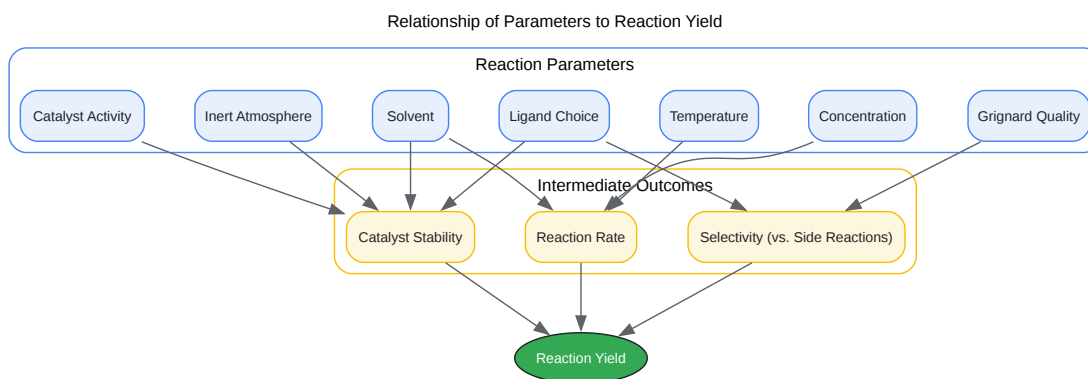 Relationship of Parameters to Reaction Yield
Reaction Parameters
Catalyst Activity
Inert Atmosphere
Solvent
Ligand Choice
Temperature
Concentration
Grignard Quality
Intermediate Outcomes
Catalyst Stability
Reaction Rate
Selectivity (vs. Side Reactions)
Reaction Yield